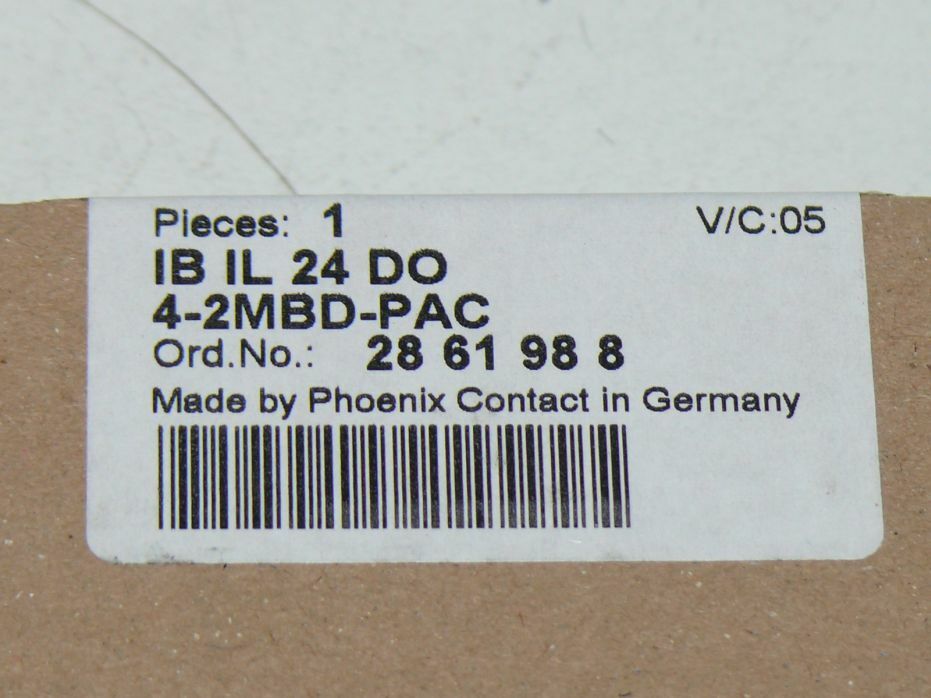 Pieces: 1 V/C:05
IB IL 24 DO
4-2MBD-PAC
Ord.No.: 28 61 98 8
Made by Phoenix Contact in Germany